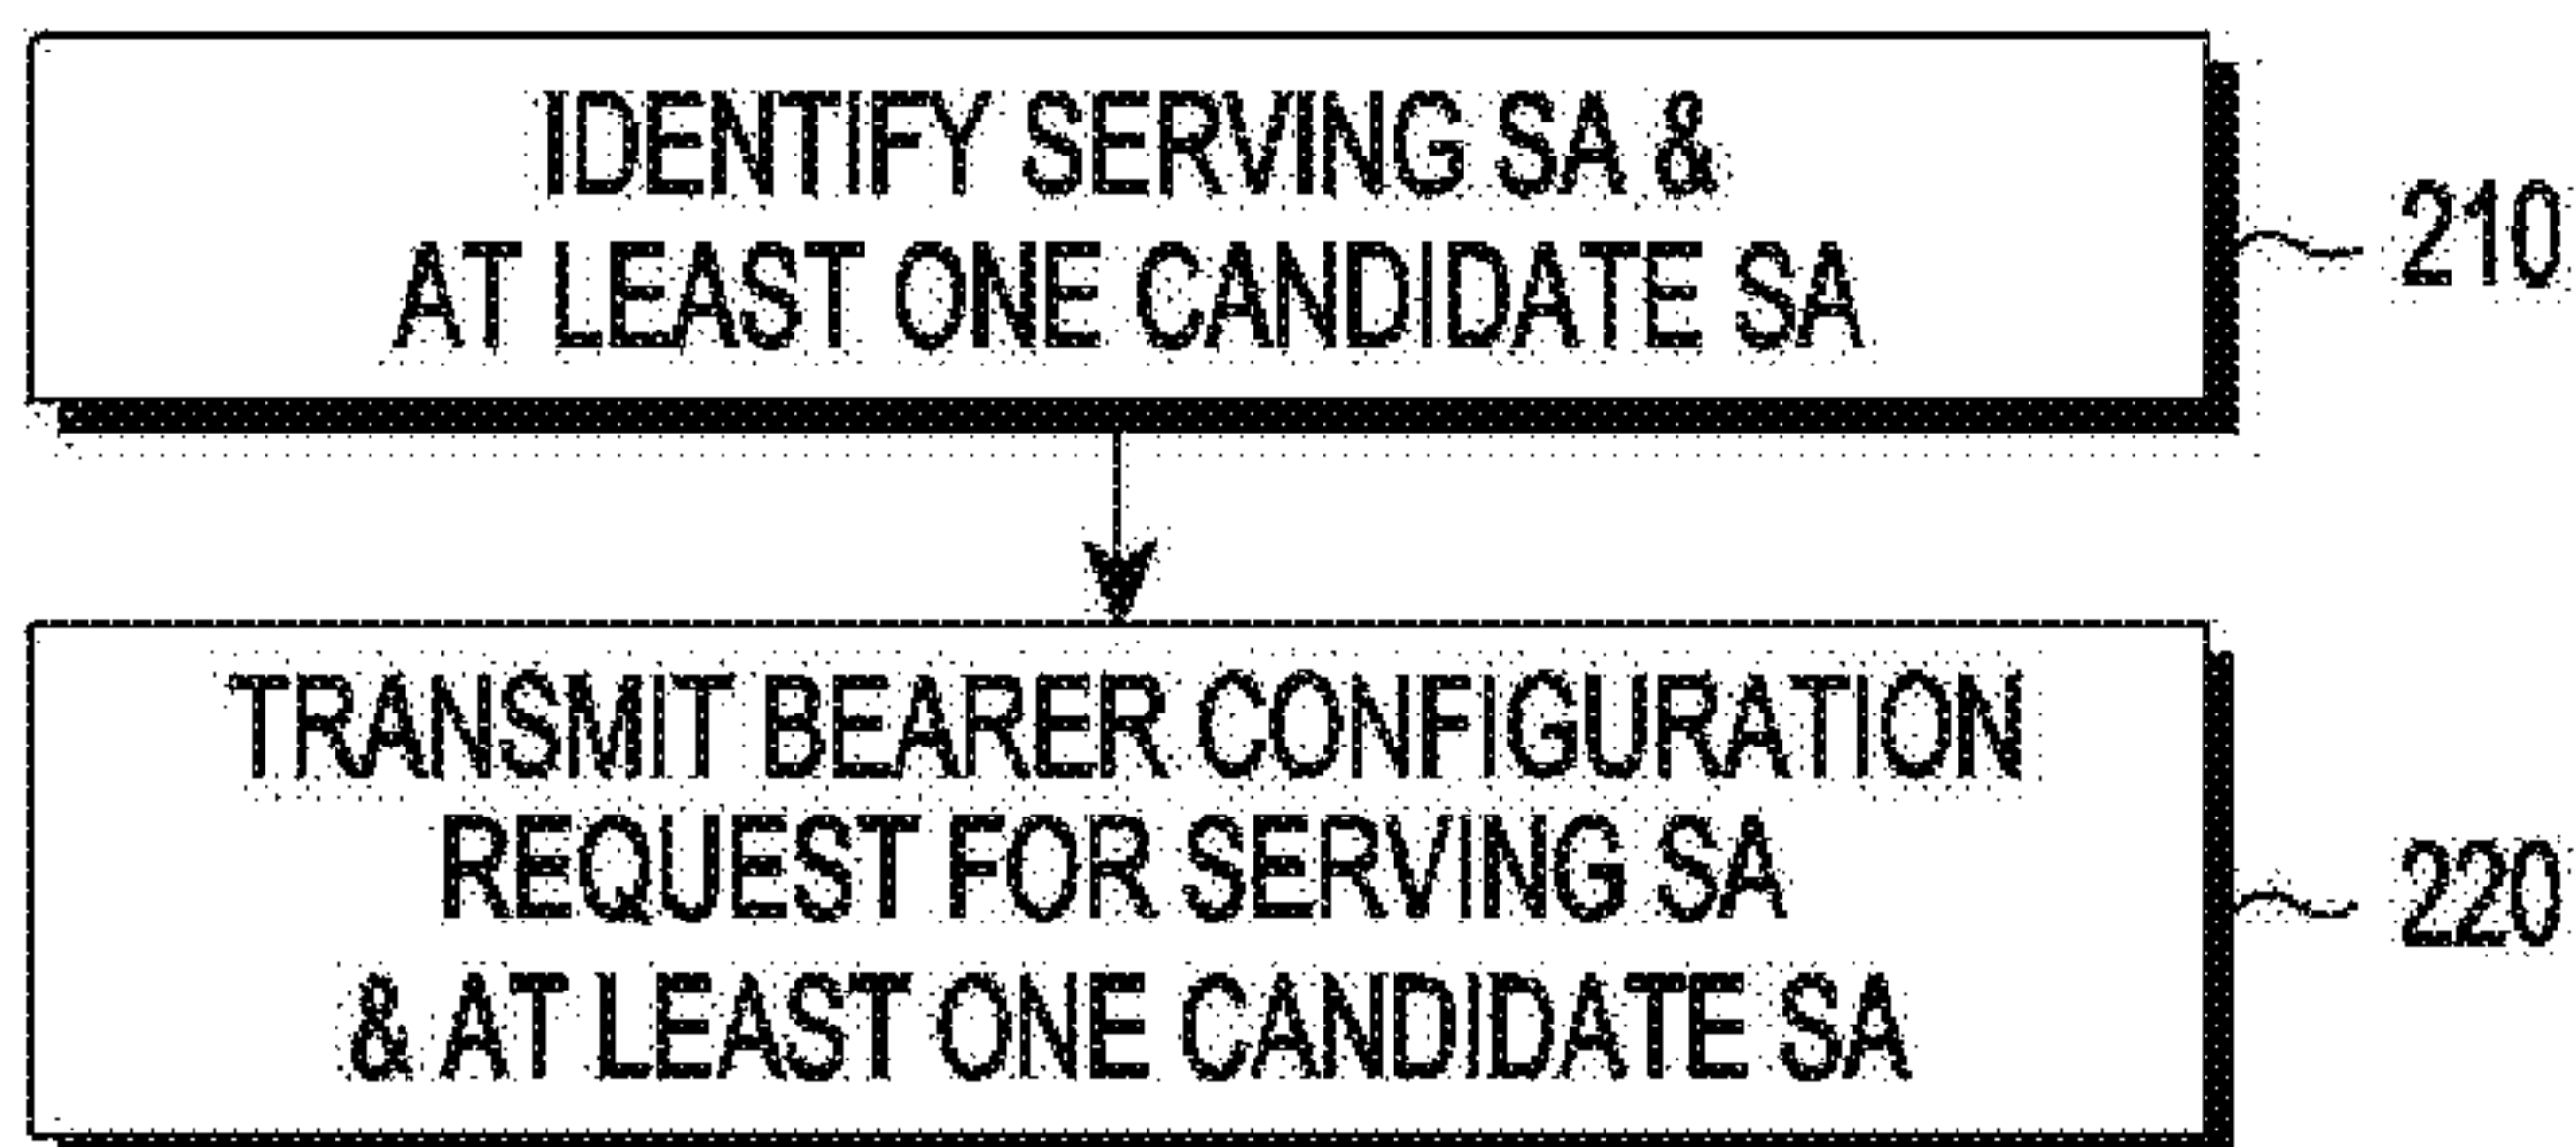 IDENTIFY SERVING SA &
AT LEAST ONE CANDIDATE SA
210
TRANSMIT BEARER CONFIGURATION
REQUEST FOR SERVING SA
& AT LEAST ONE CANDIDATE SA
220